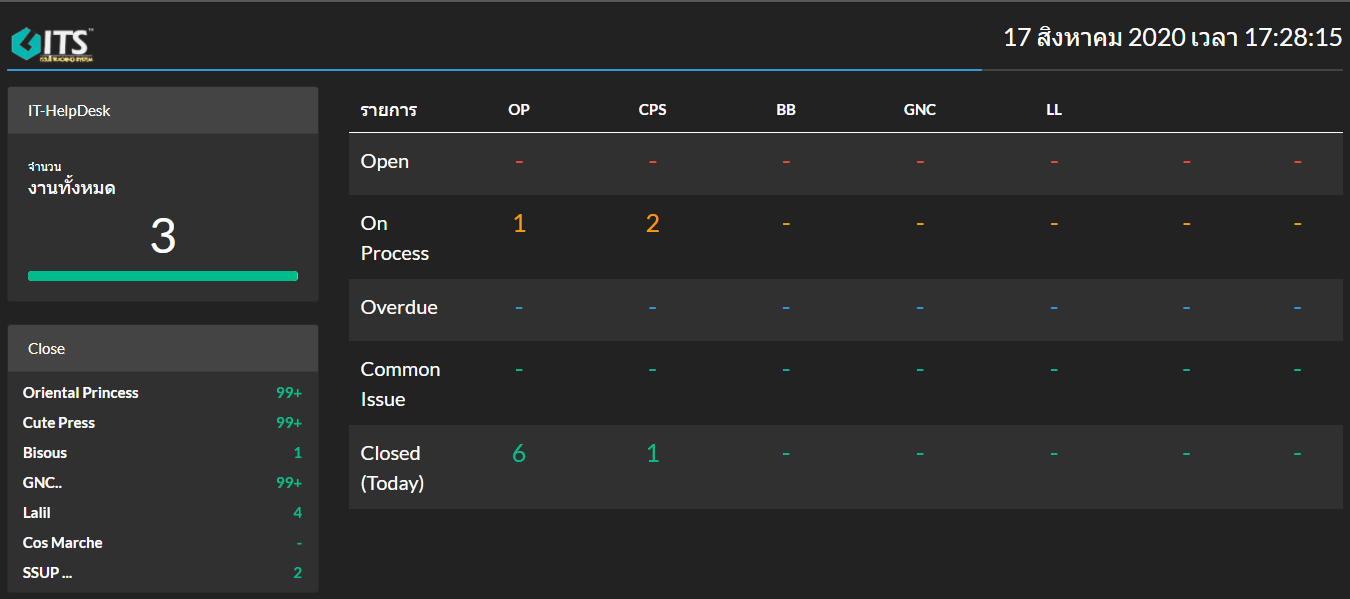 ITS™
ISSUE TRACKING SYSTEM
17 สิงหาคม 2020 เวลา 17:28:15
IT-HelpDesk
จำนวน
งานทั้งหมด
3
Close
Oriental Princess 99+
Cute Press 99+
Bisous 1
GNC.. 99+
Lalil 4
Cos Marche -
SSUP ... 2
รายการ OP CPS BB GNC LL
Open - - - - - - -
On
Process 1 2 - - - - -
Overdue - - - - - - -
Common
Issue - - - - - - -
Closed
(Today) 6 1 - - - - -